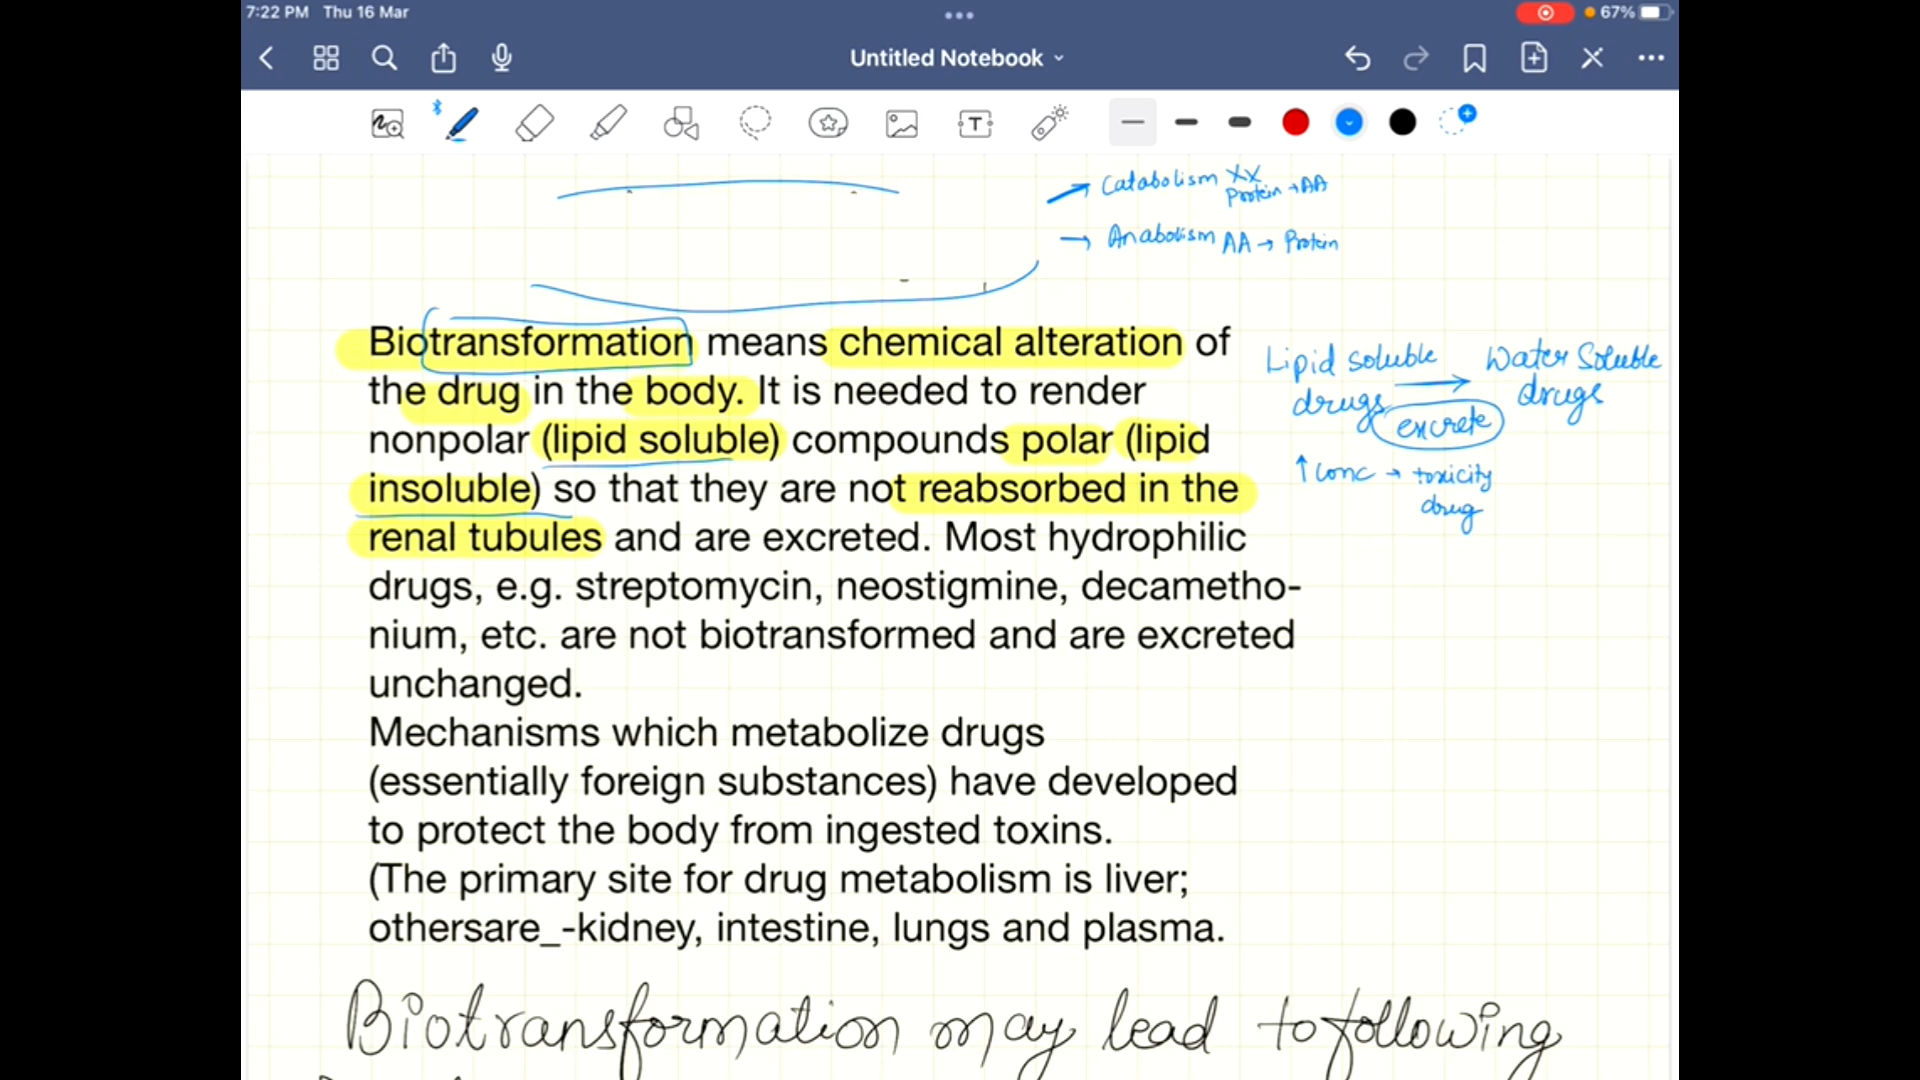 7:22 PM Thu 16 Mar
67%
Untitled Notebook
T
Catabolism XX
Protein → AA
→ Anabolism AA → Protein
Biotransformation means chemical alteration of
the drug in the body. It is needed to render
nonpolar (lipid soluble) compounds polar (lipid
insoluble) so that they are not reabsorbed in the
renal tubules and are excreted. Most hydrophilic
drugs, e.g. streptomycin, neostigmine, decametho-
nium, etc. are not biotransformed and are excreted
unchanged.
Mechanisms which metabolize drugs
(essentially foreign substances) have developed
to protect the body from ingested toxins.
(The primary site for drug metabolism is liver;
othersare_-kidney, intestine, lungs and plasma.
Lipid soluble → Water Soluble
drugs drugs
excrete
↑ conc → toxicity
drug
Biotransformation may lead to following